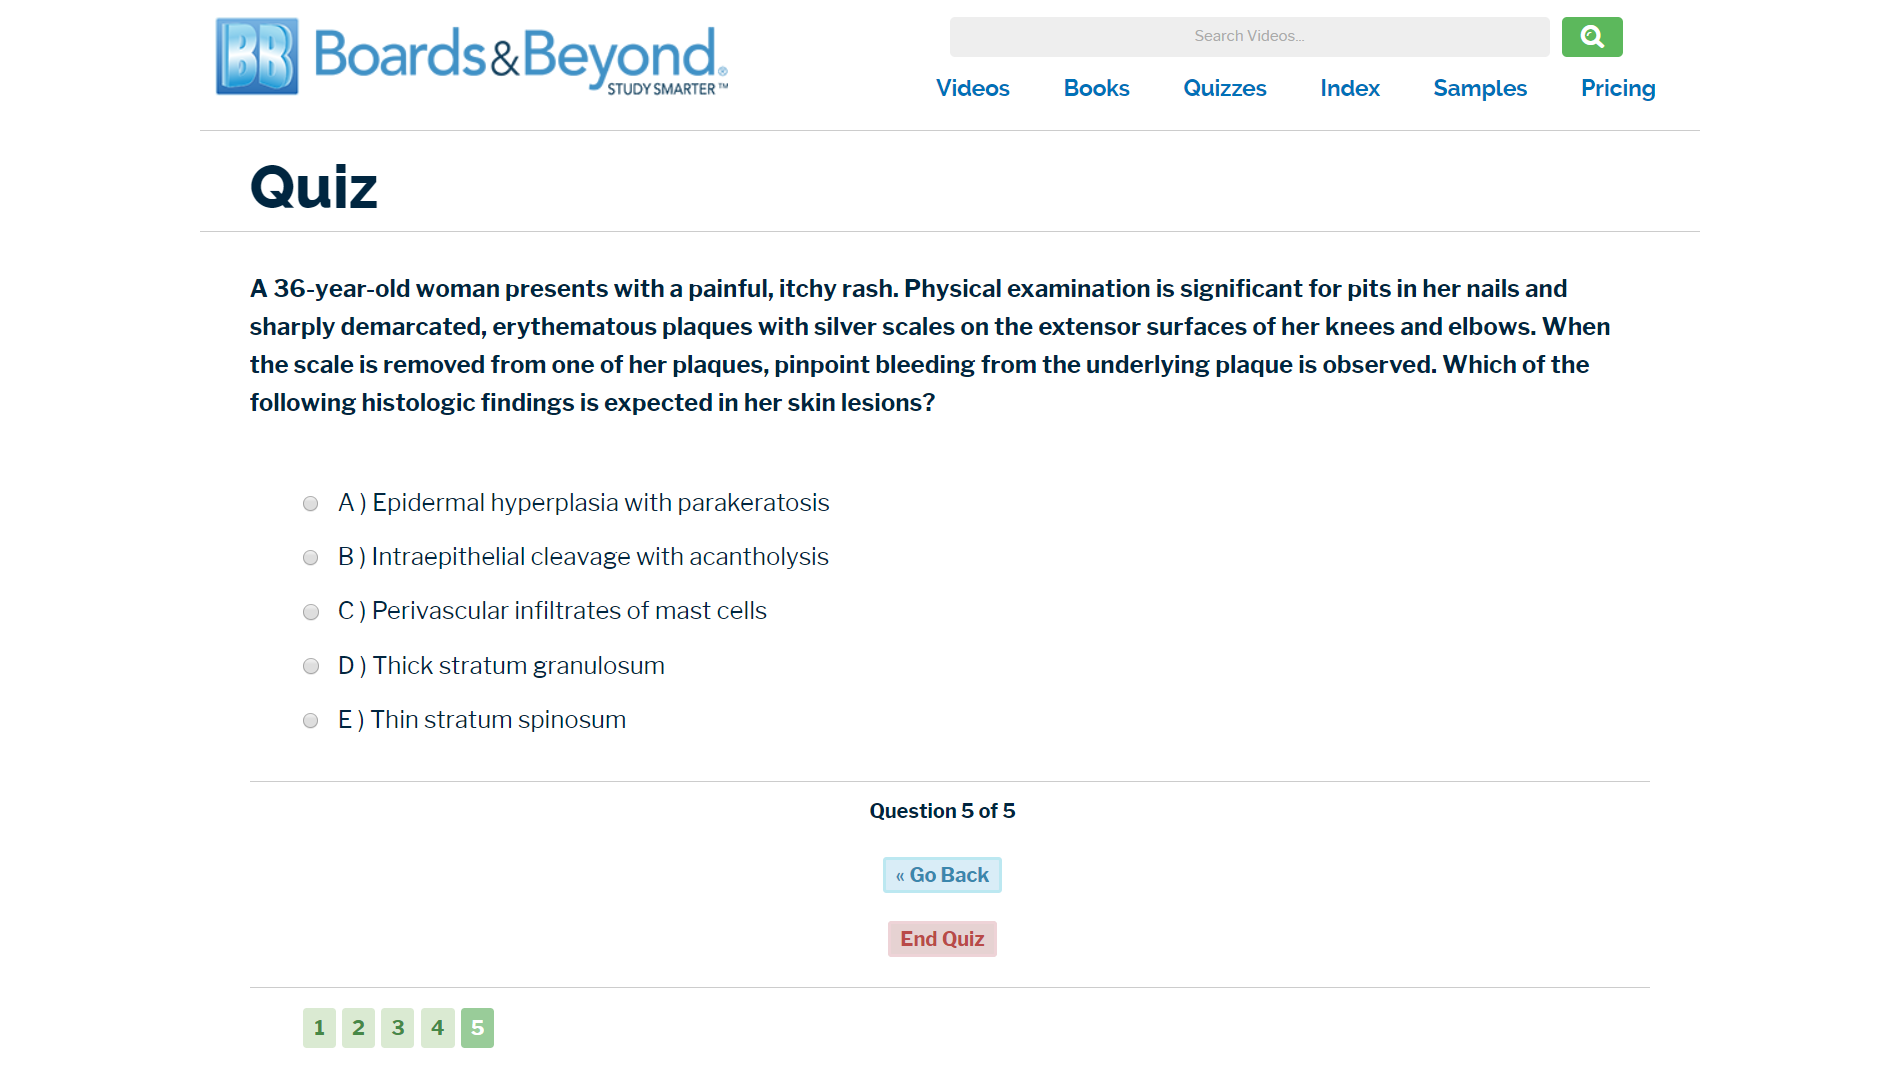 BB Boards&Beyond®
STUDY SMARTER™
Search Videos...
Videos Books Quizzes Index Samples Pricing
Quiz
A 36-year-old woman presents with a painful, itchy rash. Physical examination is significant for pits in her nails and
sharply demarcated, erythematous plaques with silver scales on the extensor surfaces of her knees and elbows. When
the scale is removed from one of her plaques, pinpoint bleeding from the underlying plaque is observed. Which of the
following histologic findings is expected in her skin lesions?
A ) Epidermal hyperplasia with parakeratosis
B ) Intraepithelial cleavage with acantholysis
C ) Perivascular infiltrates of mast cells
D ) Thick stratum granulosum
E ) Thin stratum spinosum
Question 5 of 5
« Go Back
End Quiz
1 2 3 4 5